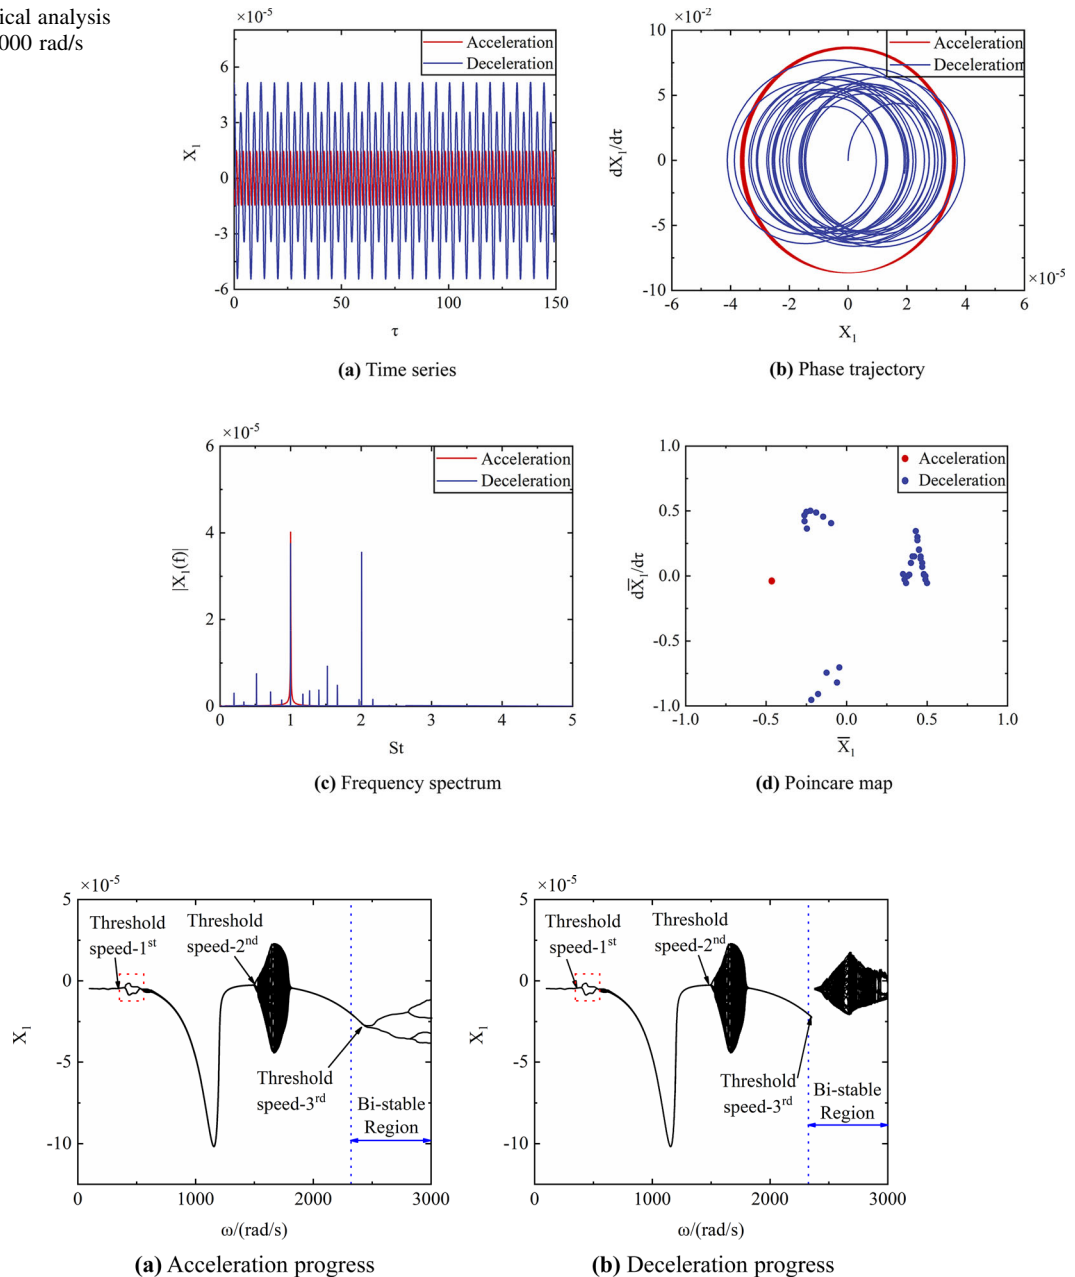 ical analysis
000 rad/s
×10-5
Acceleration
Deceleration
6
3
0
-3
-6
X1
0 50 100 150
τ
(a) Time series
×10-2
Acceleration
Deceleration
10
5
0
-5
-10
dX1/dτ
×10-5
-6 -4 -2 0 2 4 6
X1
(b) Phase trajectory
×10-5
Acceleration
Deceleration
6
4
2
0
|X1(f)|
0 1 2 3 4 5
St
(c) Frequency spectrum
Acceleration
Deceleration
1.0
0.5
0.0
-0.5
-1.0
dX̅1/dτ
-1.0 -0.5 0.0 0.5 1.0
X̅1
(d) Poincare map
×10-5
5
0
-5
-10
X1
Threshold
speed-1st
Threshold
speed-2nd
Threshold
speed-3rd
Bi-stable
Region
0 1000 2000 3000
ω/(rad/s)
(a) Acceleration progress
×10-5
5
0
-5
-10
X1
Threshold
speed-1st
Threshold
speed-2nd
Threshold
speed-3rd
Bi-stable
Region
0 1000 2000 3000
ω/(rad/s)
(b) Deceleration progress